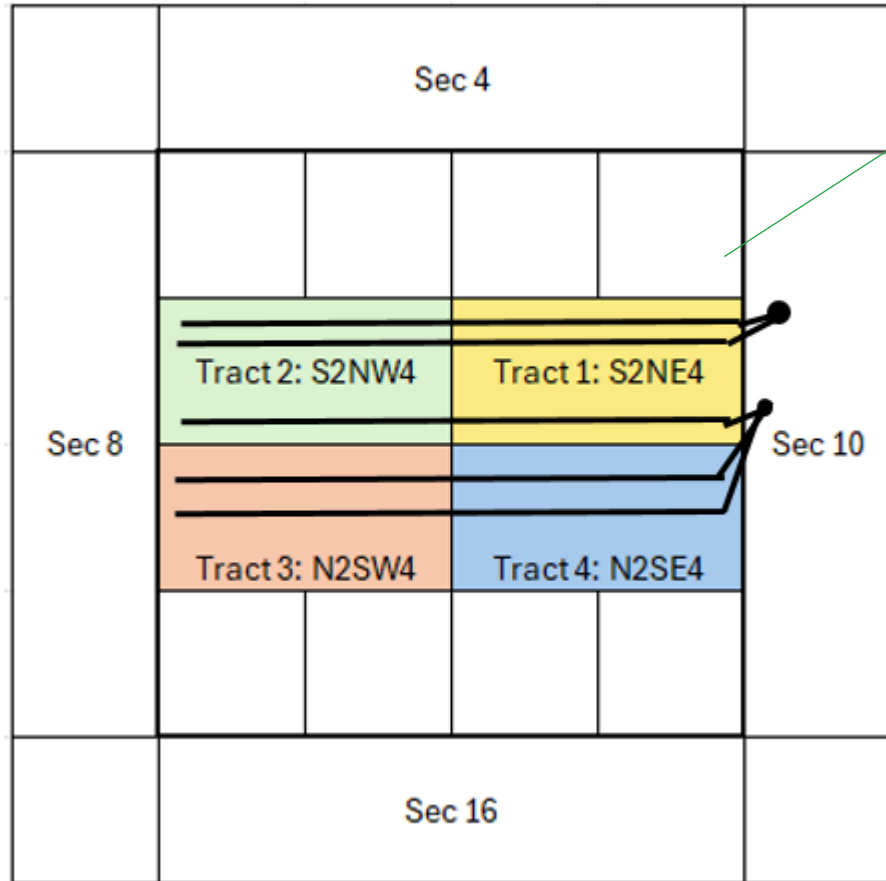 Sec 4
Tract 2: S2NW4
Tract 1: S2NE4
Sec 8
Sec 10
Tract 3: N2SW4
Tract 4: N2SE4
Sec 16